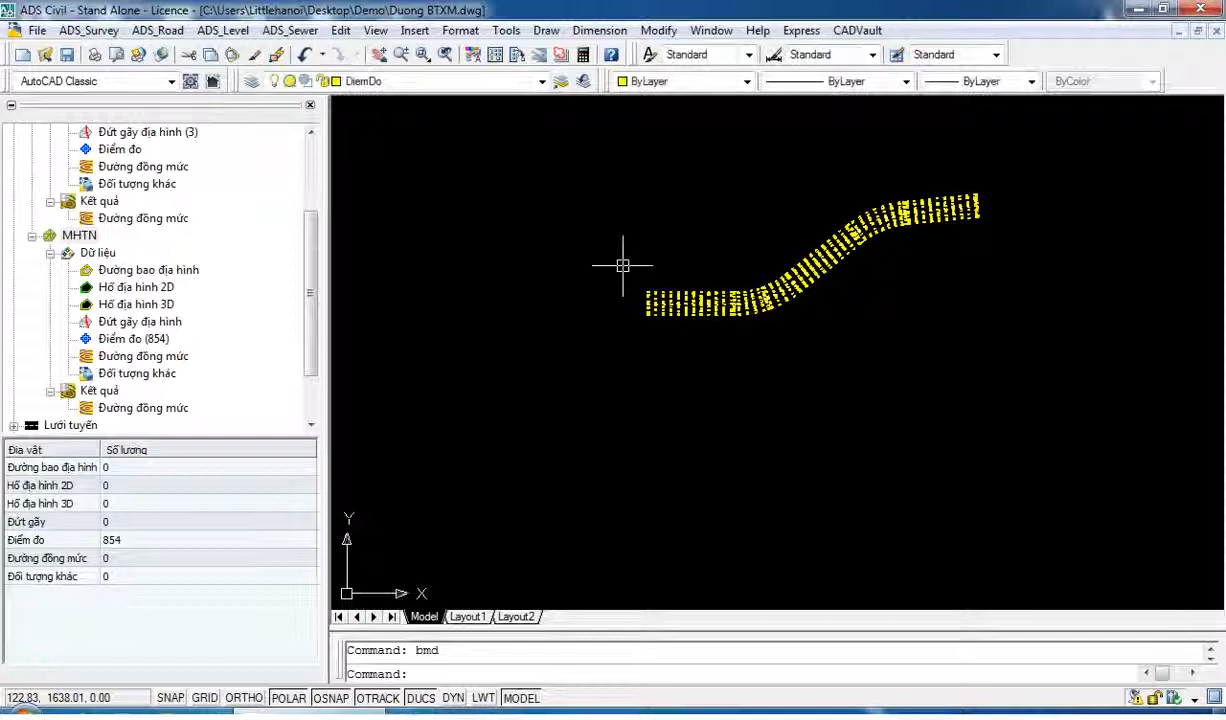 ADS Civil - Stand Alone - Licence - [C:\Users\Littlehanoi\Desktop\Demo\Duong BTXM.dwg]
File ADS_Survey ADS_Road ADS_Level ADS_Sewer Edit View Insert Format Tools Draw Dimension Modify Window Help Express CADVault
Standard Standard Standard
AutoCAD Classic DiemDo ByLayer ByLayer ByLayer ByColor
Đứt gãy địa hình (3)
Điểm đo
Đường đồng mức
Đối tượng khác
Kết quả
Đường đồng mức
MHTN
Dữ liệu
Đường bao địa hình
Hố địa hình 2D
Hố địa hình 3D
Đứt gãy địa hình
Điểm đo (854)
Đường đồng mức
Đối tượng khác
Kết quả
Đường đồng mức
Lưới tuyến
Địa vật Số lượng
Đường bao địa hình 0
Hố địa hình 2D 0
Hố địa hình 3D 0
Đứt gãy 0
Điểm đo 854
Đường đồng mức 0
Đối tượng khác 0
Y
X
Model Layout1 Layout2
Command: bmd
Command:
122.83, 1638.01, 0.00 SNAP GRID ORTHO POLAR OSNAP OTRACK DUCS DYN LWT MODEL